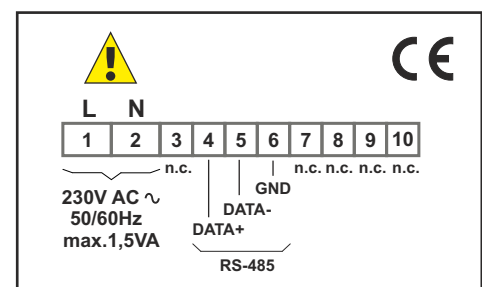 ! CE
L N
1 2 3 4 5 6 7 8 9 10
n.c. n.c. n.c. n.c. n.c.
GND
230V AC ∿
DATA-
50/60Hz
DATA+
max.1,5VA
RS-485